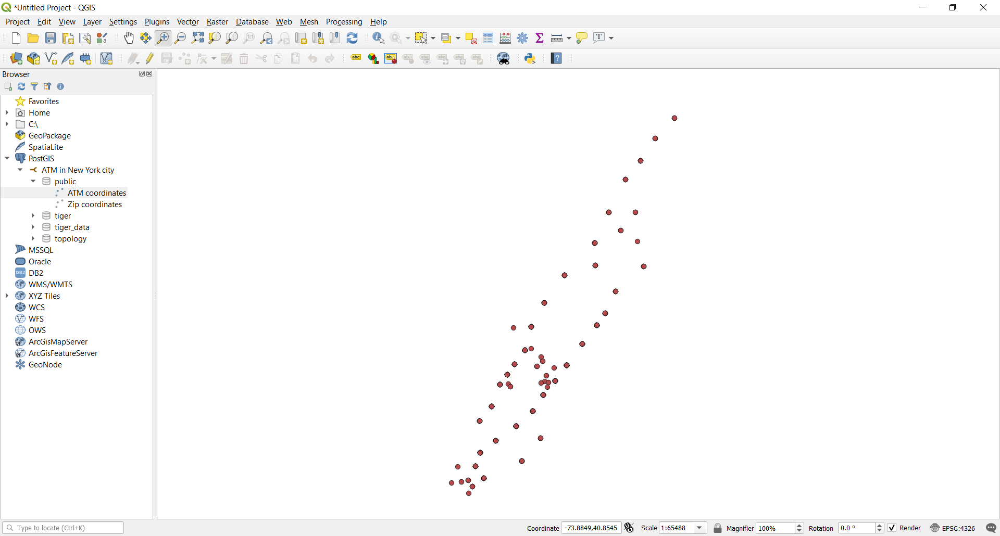 *Untitled Project - QGIS
Project Edit View Layer Settings Plugins Vector Raster Database Web Mesh Processing Help
Browser
Favorites
Home
C:\
GeoPackage
SpatiaLite
PostGIS
ATM in New York city
public
ATM coordinates
Zip coordinates
tiger
tiger_data
topology
MSSQL
Oracle
DB2
DB2
WMS/WMTS
XYZ Tiles
WCS
WFS
OWS
ArcGisMapServer
ArcGisFeatureServer
GeoNode
Type to locate (Ctrl+K)
Coordinate -73.8849,40.8545 Scale 1:65488 Magnifier 100% Rotation 0.0 ° Render EPSG:4326